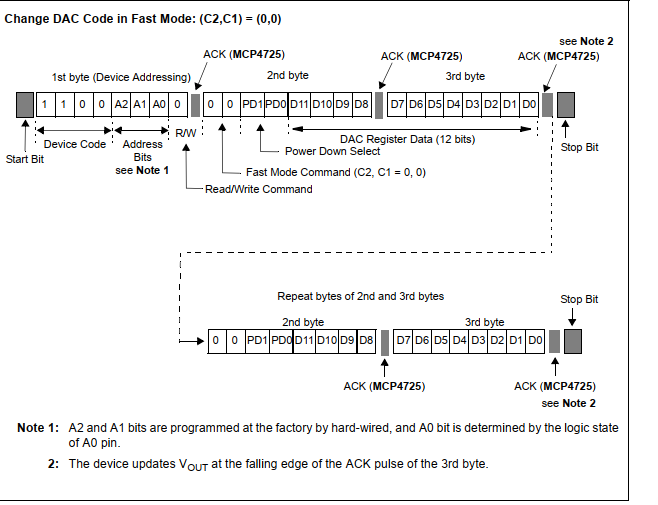 Change DAC Code in Fast Mode: (C2,C1) = (0,0)
see Note 2
ACK (MCP4725)
ACK (MCP4725)
ACK (MCP4725)
1st byte (Device Addressing)
2nd byte
3rd byte
1 1 0 0 A2 A1 A0 0
0 0 PD1 PD0 D11 D10 D9 D8
D7 D6 D5 D4 D3 D2 D1 D0
Start Bit
Device Code
Address
Bits
see Note 1
R/W
DAC Register Data (12 bits)
Stop Bit
Power Down Select
Fast Mode Command (C2, C1 = 0, 0)
Read/Write Command
Repeat bytes of 2nd and 3rd bytes
Stop Bit
2nd byte
3rd byte
0 0 PD1 PD0 D11 D10 D9 D8
D7 D6 D5 D4 D3 D2 D1 D0
ACK (MCP4725)
ACK (MCP4725)
see Note 2
Note 1: A2 and A1 bits are programmed at the factory by hard-wired, and A0 bit is determined by the logic state
of A0 pin.
2: The device updates VOUT at the falling edge of the ACK pulse of the 3rd byte.